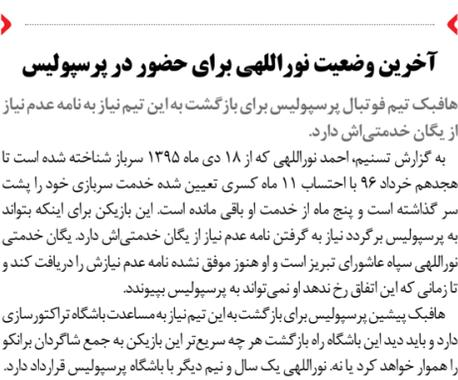 آخرین وضعیت نوراللهی برای حضور در پرسپولیس
هافبک تیم فوتبال پرسپولیس برای بازگشت به این تیم نیاز به نامه عدم نیاز
از یگان خدمتی‌اش دارد.
به گزارش تسنیم، احمد نوراللهی که از ۱۸ دی ماه ۱۳۹۵ سرباز شناخته شده است تا
هجدهم خرداد ۹۶ با احتساب ۱۱ ماه کسری تعیین شده خدمت سربازی خود را پشت
سر گذاشته است و پنج ماه از خدمت او باقی مانده است. این بازیکن برای اینکه بتواند
به پرسپولیس برگردد نیاز به گرفتن نامه عدم نیاز از یگان خدمتی‌اش دارد. یگان خدمتی
نوراللهی سپاه عاشورای تبریز است و او هنوز موفق نشده نامه عدم نیازش را دریافت کند و
تا زمانی که این اتفاق رخ ندهد او نمی‌تواند به پرسپولیس بپیوندد.
هافبک پیشین پرسپولیس برای بازگشت به این تیم نیاز به مساعدت باشگاه تراکتورسازی
دارد و باید دید این باشگاه راه بازگشت هر چه سریع‌تر این بازیکن به جمع شاگردان برانکو
را هموار خواهد کرد یا نه. نوراللهی یک سال و نیم دیگر با باشگاه پرسپولیس قرارداد دارد.